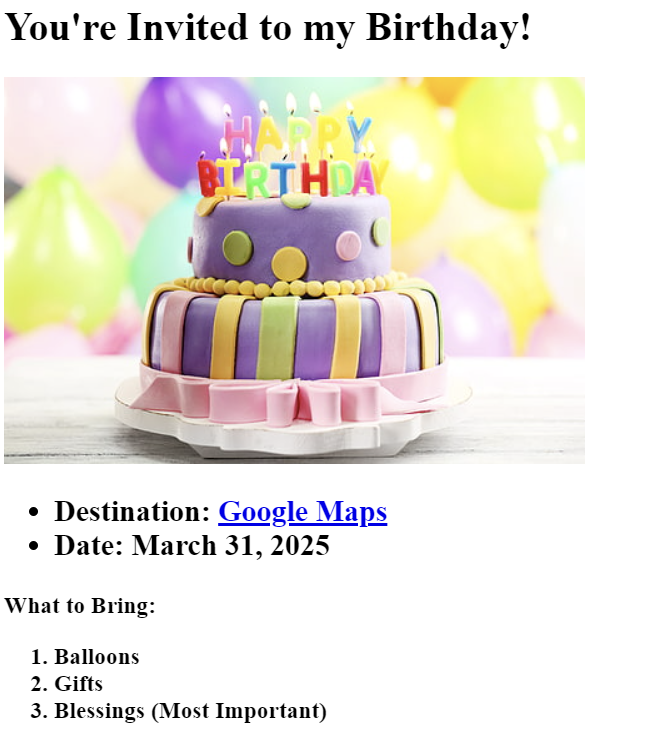 You're Invited to my Birthday!
HAPPY
BIRTHDAY
Destination: Google Maps
Date: March 31, 2025
What to Bring:
1. Balloons
2. Gifts
3. Blessings (Most Important)